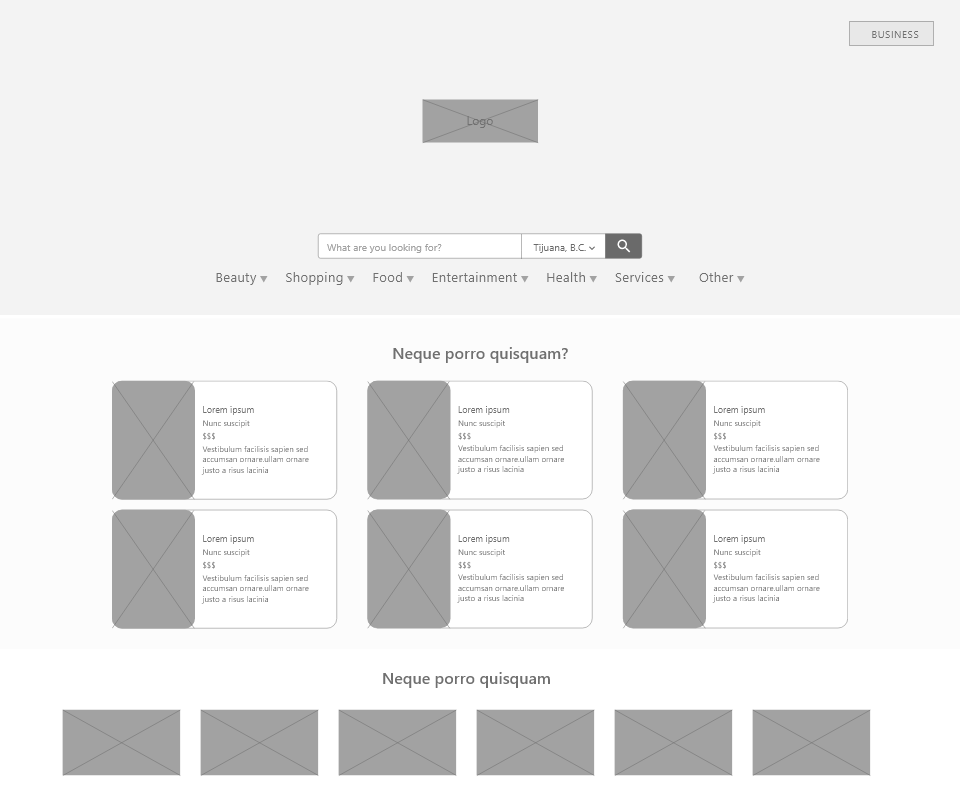 BUSINESS
Logo
What are you looking for?
Tijuana, B.C.
Beauty Shopping Food Entertainment Health Services Other
Neque porro quisquam?
Lorem ipsum
Nunc suscipit
$$$
Vestibulum facilisis sapien sed
accumsan ornare.ullam ornare
justo a risus lacinia
Lorem ipsum
Nunc suscipit
$$$
Vestibulum facilisis sapien sed
accumsan ornare.ullam ornare
justo a risus lacinia
Lorem ipsum
Nunc suscipit
$$$
Vestibulum facilisis sapien sed
accumsan ornare.ullam ornare
justo a risus lacinia
Lorem ipsum
Nunc suscipit
$$$
Vestibulum facilisis sapien sed
accumsan ornare.ullam ornare
justo a risus lacinia
Lorem ipsum
Nunc suscipit
$$$
Vestibulum facilisis sapien sed
accumsan ornare.ullam ornare
justo a risus lacinia
Lorem ipsum
Nunc suscipit
$$$
Vestibulum facilisis sapien sed
accumsan ornare.ullam ornare
justo a risus lacinia
Neque porro quisquam